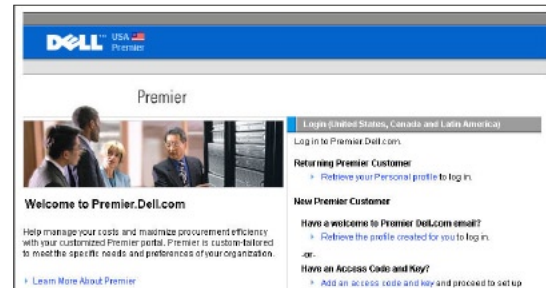 DELL™ USA
Premier
Premier
Welcome to Premier.Dell.com
Help manage your costs and maximize procurement efficiency
with your customized Premier portal. Premier is custom-tailored
to meet the specific needs and preferences of your organization.
Learn More About Premier
Login (United States, Canada and Latin America)
Log in to Premier.Dell.com.
Returning Premier Customer
Retrieve your Personal profile to log in.
New Premier Customer
Have a welcome to Premier Dell.com email?
Retrieve the profile created for you to log in.
-or-
Have an Access Code and Key?
Add an access code and key and proceed to set up